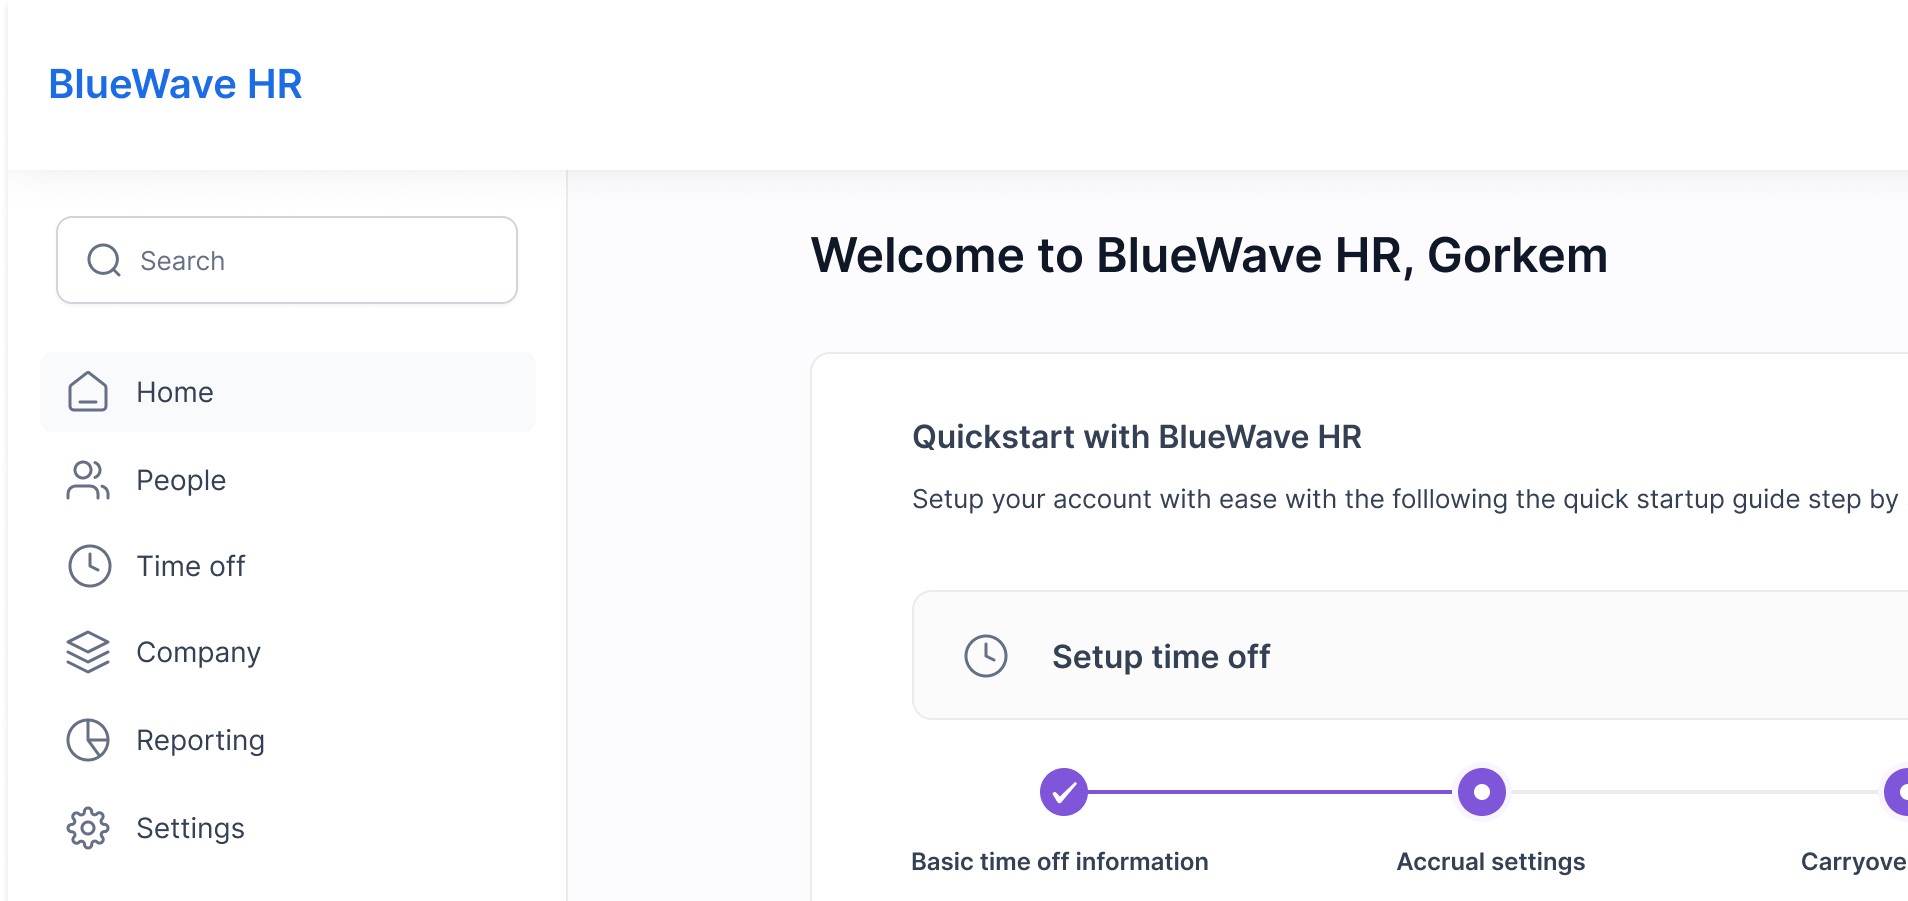 BlueWave HR
Search
Home
People
Time off
Company
Reporting
Settings
Welcome to BlueWave HR, Gorkem
Quickstart with BlueWave HR
Setup your account with ease with the folllowing the quick startup guide step by
Setup time off
Basic time off information
Accrual settings
Carryove